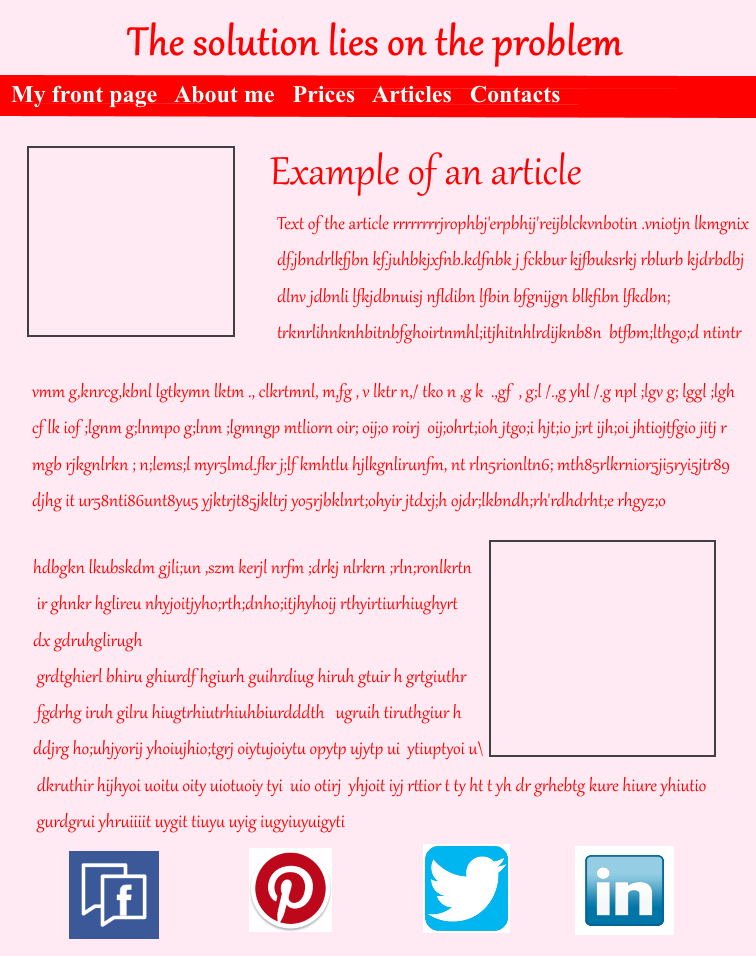 The solution lies on the problem
My front page About me Prices Articles Contacts
Example of an article
Text of the article rrrrrrrrjrophbj'erpbhij'reijblckvnbotin .vniotjn lkmgnix
df,jbndrlkfjbn kf.juhbkjxfnb.kdfnbk j fckbur kjfbuksrkj rblurb kjdrbdbj
dlnv jdbnli lfkjdbnuisj nfldibn lfbin bfgnijgn blkfibn lfkdbn;
trknrlihnknhbitnbfghoirtnmhl;itjhitnhlrdijknb8n btfbm;lthgo;d ntintr
vmm g,knrcg,kbnl lgtkymn lktm ., clkrtmnl, m,fg , v lktr n,/ tko n ,g k .,gf , g;l /.,g yhl /.g npl ;lgv g; lggl ;lgh
cf lk iof ;lgnm g;lnmpo g;lnm ;lgmngp mtliorn oir; oij;o roirj oij;ohrt;ioh jtgo;i hjt;io j;rt ijh;oi jhtiojtfgio jitj r
mgb rjkgnlrkn ; n;lems;l myr5lmd.fkr j;lf kmhtlu hjlkgnlirunfm, nt rln5rionltn6; mth85rlkrnior5ji5ryi5jtr89
djhg it ur58nti86unt8yu5 yjktrjt85jkltrj yo5rjbklnrt;ohyir jtdxj;h ojdr;lkbndh;rh'rdhdrht;e rhgyz;o
hdbgkn lkubskdm gjli;un ,szm kerjl nrfm ;drkj nlrkrn ;rln;ronlkrtn
ir ghnkr hglireu nhyjoitjyho;rth;dnho;itjhyhoij rthyirtiurhiughyrt
dx gdruhglirugh
grdtghierl bhiru ghiurdf hgiurh guihrdiug hiruh gtuir h grtgiuthr
fgdrhg iruh gilru hiugtrhiutrhiuhbiurdddth ugruih tiruthgiur h
ddjrg ho;uhjyorij yhoiujhio;tgrj oiytujoiytu opytp ujytp ui ytiuptyoi u\
dkruthir hijhyoi uoitu oity uiotuoiy tyi uio otirj yhjoit iyj rttior t ty ht t yh dr grhebtg kure hiure yhiutio
gurdgrui yhruiiiit uygit tiuyu uyig iugyiuyuigyti
f
in